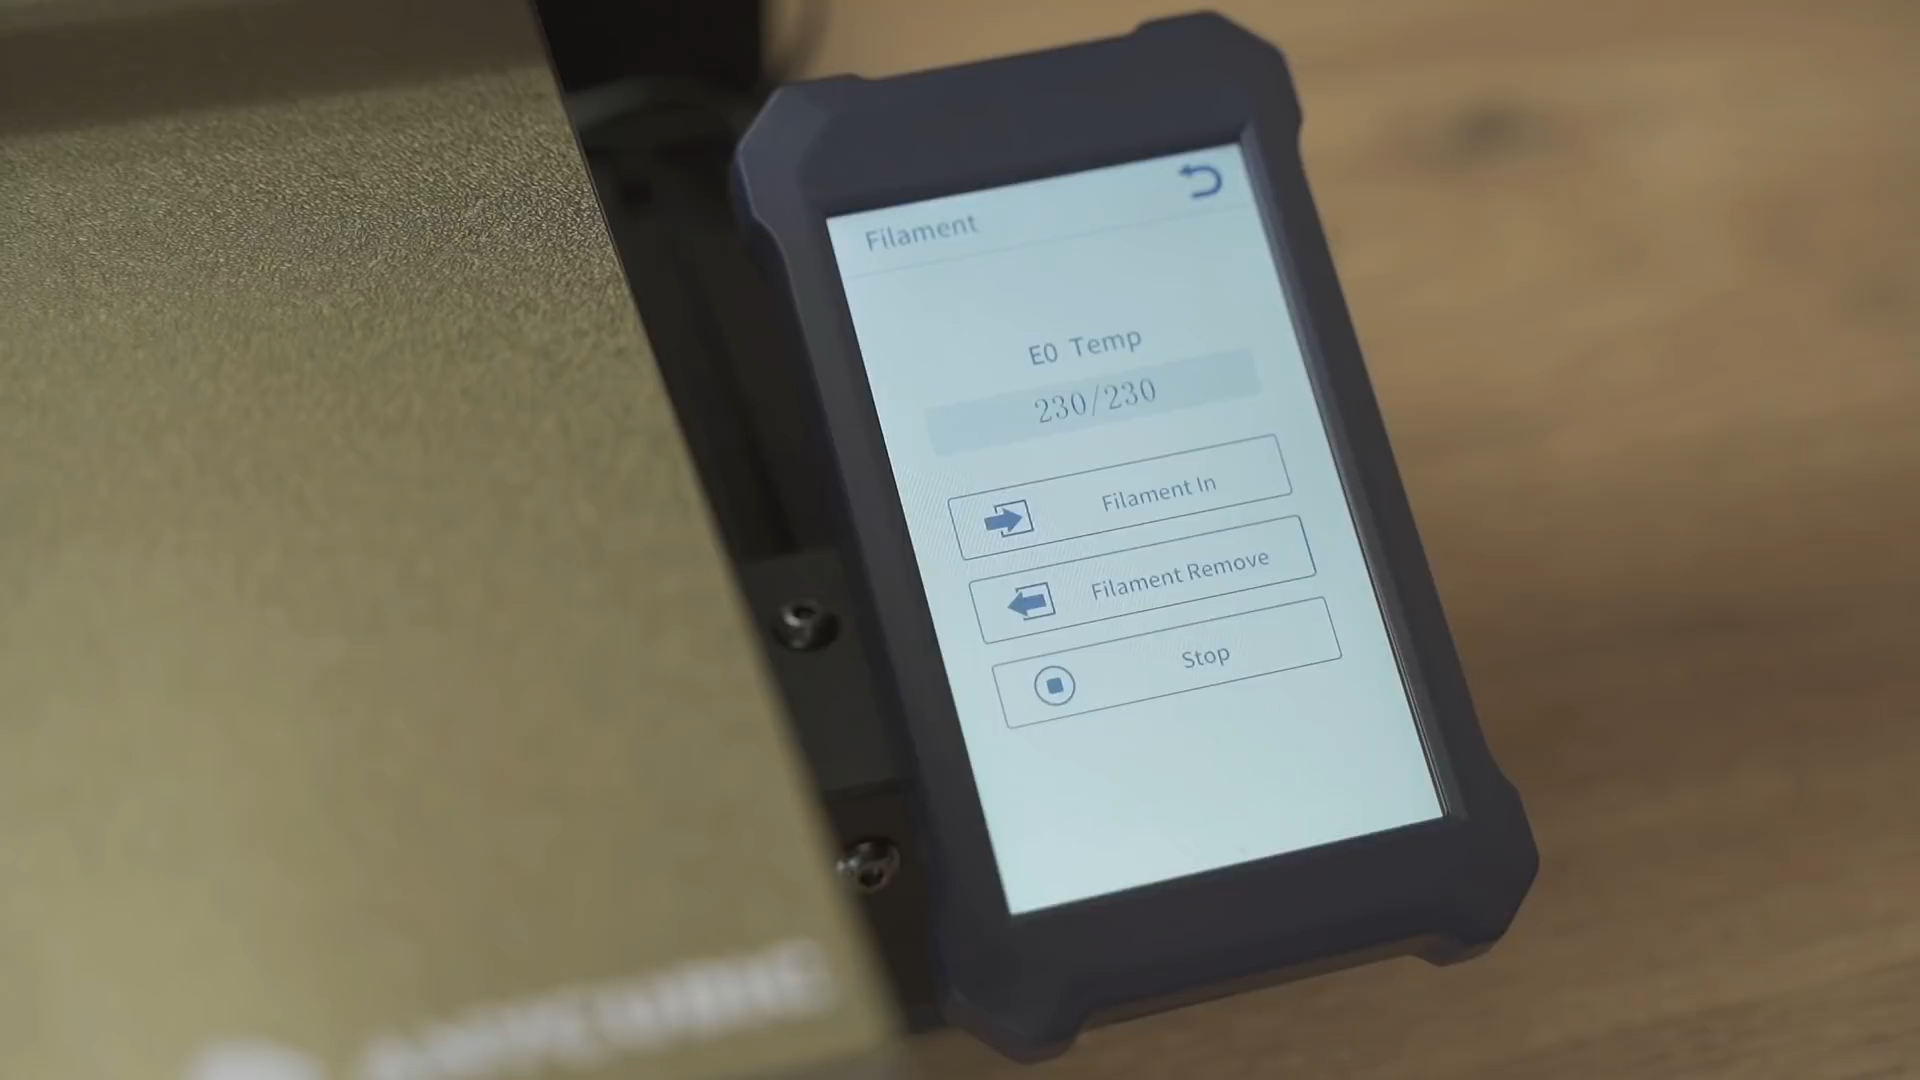 Filament
E0 Temp
230/230
Filament In
Filament Remove
Stop